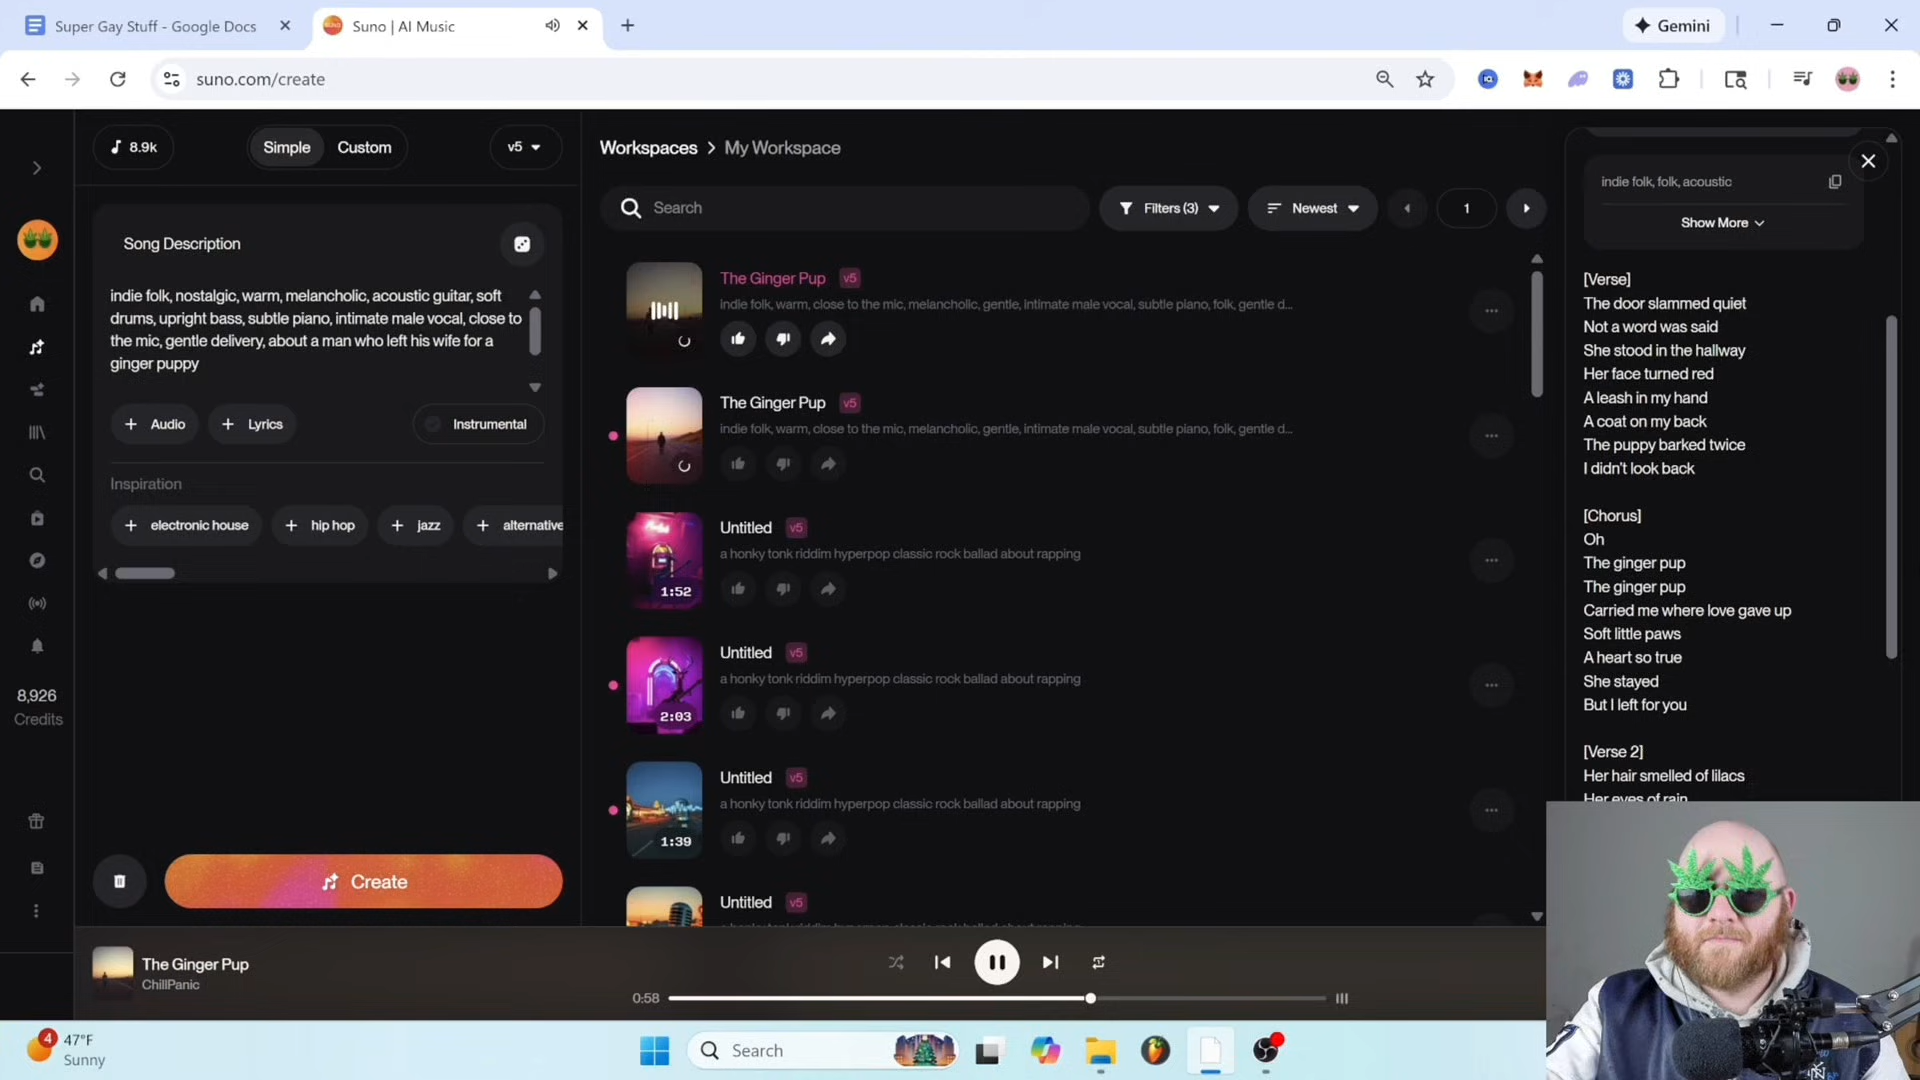 Super Gay Stuff - Google Docs
Suno | AI Music
Gemini
suno.com/create
8.9k
Simple
Custom
v5
Workspaces > My Workspace
Search
Filters (3)
Newest
1
Song Description
indie folk, nostalgic, warm, melancholic, acoustic guitar, soft
drums, upright bass, subtle piano, intimate male vocal, close to
the mic, gentle delivery, about a man who left his wife for a
ginger puppy
+ Audio
+ Lyrics
Instrumental
Inspiration
+ electronic house
+ hip hop
+ jazz
+ alternative
8,926
Credits
Create
The Ginger Pup v5
indie folk, warm, close to the mic, melancholic, gentle, intimate male vocal, subtle piano, folk, gentle d...
The Ginger Pup v5
indie folk, warm, close to the mic, melancholic, gentle, intimate male vocal, subtle piano, folk, gentle d...
Untitled v5
a honky tonk riddim hyperpop classic rock ballad about rapping
1:52
Untitled v5
a honky tonk riddim hyperpop classic rock ballad about rapping
2:03
Untitled v5
a honky tonk riddim hyperpop classic rock ballad about rapping
1:39
Untitled v5
indie folk, folk, acoustic
Show More
[Verse]
The door slammed quiet
Not a word was said
She stood in the hallway
Her face turned red
A leash in my hand
A coat on my back
The puppy barked twice
I didn't look back
[Chorus]
Oh
The ginger pup
The ginger pup
Carried me where love gave up
Soft little paws
A heart so true
She stayed
But I left for you
[Verse 2]
Her hair smelled of lilacs
Her eyes of rain
The Ginger Pup
ChillPanic
0:58
4
47°F
Sunny
Search